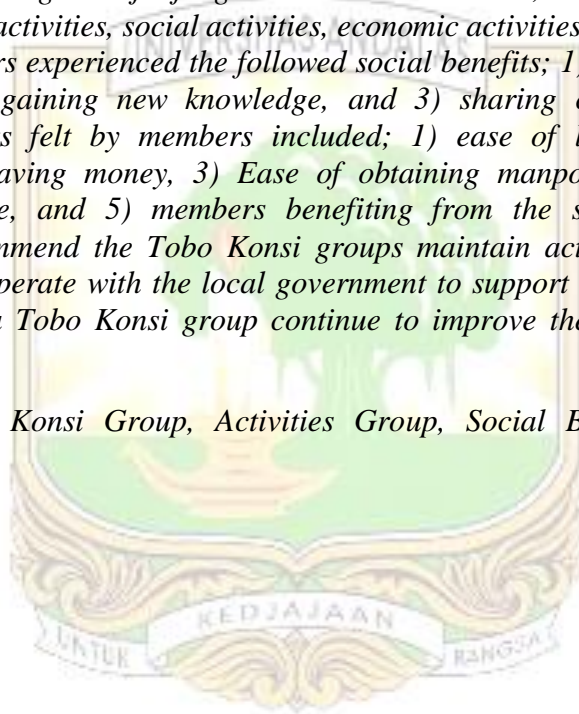 activities, social activities, economic activities
UNIVERSITAS ANDALAS
rs experienced the followed social benefits; 1)
gaining new knowledge, and 3) sharing
s felt by members included; 1) ease of
aving money, 3) Ease of obtaining manpo
e, and 5) members benefiting from the s
mmend the Tobo Konsi groups maintain act
perate with the local government to support
a Tobo Konsi group continue to improve the
Konsi Group, Activities Group, Social B
KEDJAJAAN
UNTUK
BANGSA